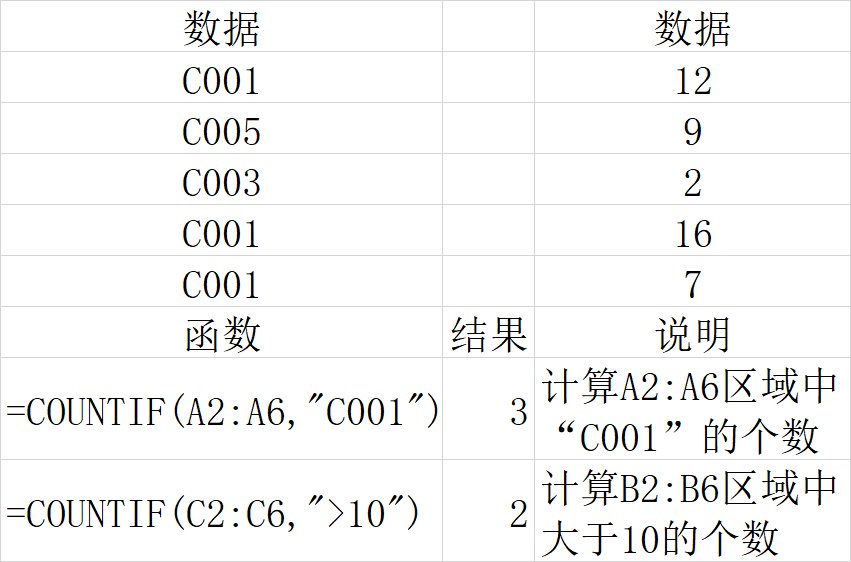 数据 数据
C001 12
C005 9
C003 2
C001 16
C001 7
函数 结果 说明
=COUNTIF(A2:A6,"C001") 3 计算A2:A6区域中
“C001”的个数
=COUNTIF(C2:C6,">10") 2 计算B2:B6区域中
大于10的个数